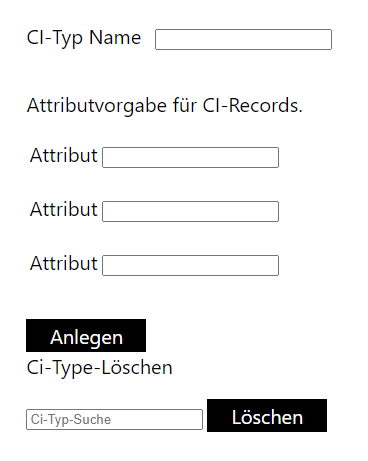 CI-Typ Name
Attributvorgabe für CI-Records.
Attribut
Attribut
Attribut
Anlegen
Ci-Type-Löschen
Ci-Typ-Suche Löschen